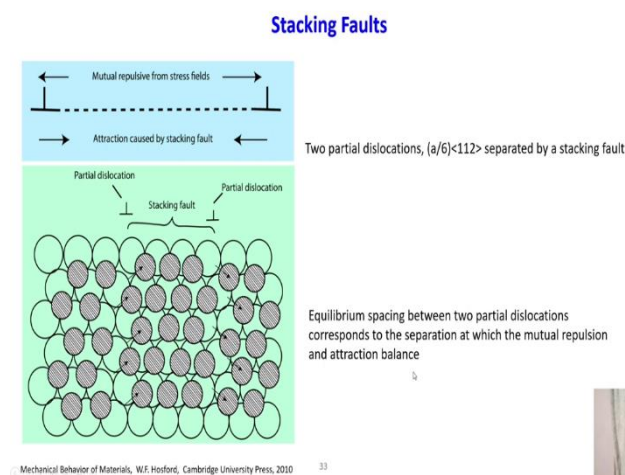 Stacking Faults
Mutual repulsive from stress fields
Attraction caused by stacking fault
Two partial dislocations, (a/6)<112> separated by a stacking fault
Partial dislocation
Partial dislocation
Stacking fault
Equilibrium spacing between two partial dislocations
corresponds to the separation at which the mutual repulsion
and attraction balance
Mechanical Behavior of Materials, W.F. Hosford, Cambridge University Press, 2010
33